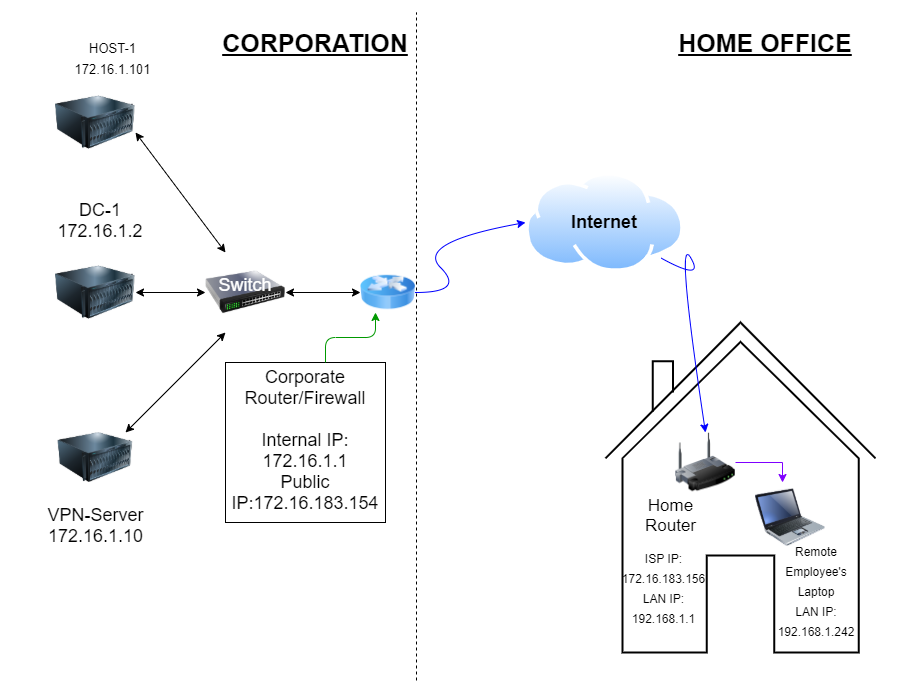 CORPORATION
HOME OFFICE
HOST-1
172.16.1.101
DC-1
172.16.1.2
Switch
Internet
Corporate
Router/Firewall
Internal IP:
172.16.1.1
Public
IP:172.16.183.154
VPN-Server
172.16.1.10
Home
Router
ISP IP:
172.16.183.156
LAN IP:
192.168.1.1
Remote
Employee's
Laptop
LAN IP:
192.168.1.242